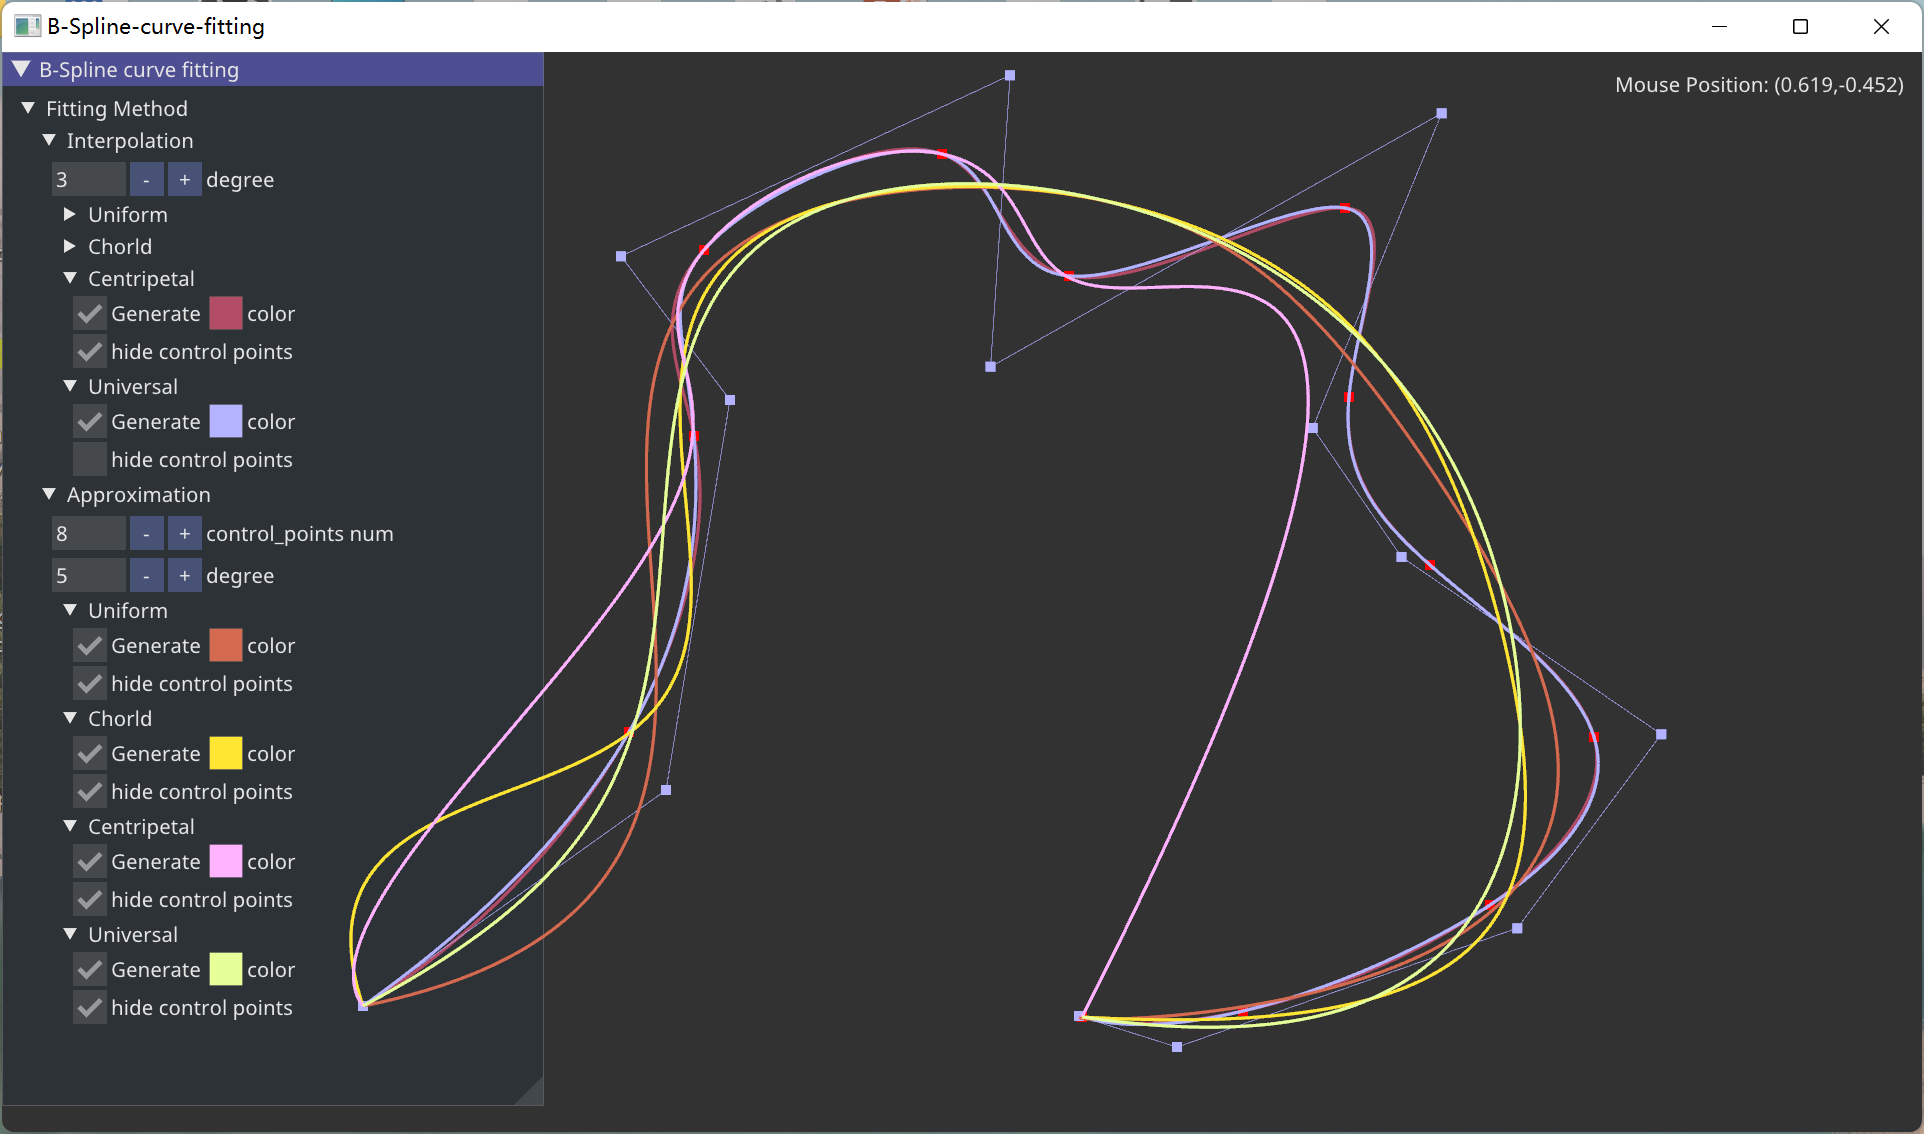 B-Spline-curve-fitting
B-Spline curve fitting
Mouse Position: (0.619,-0.452)
Fitting Method
Interpolation
3 - + degree
Uniform
Chorld
Centripetal
Generate color
hide control points
Universal
Generate color
hide control points
Approximation
8 - + control_points num
5 - + degree
Uniform
Generate color
hide control points
Chorld
Generate color
hide control points
Centripetal
Generate color
hide control points
Universal
Generate color
hide control points